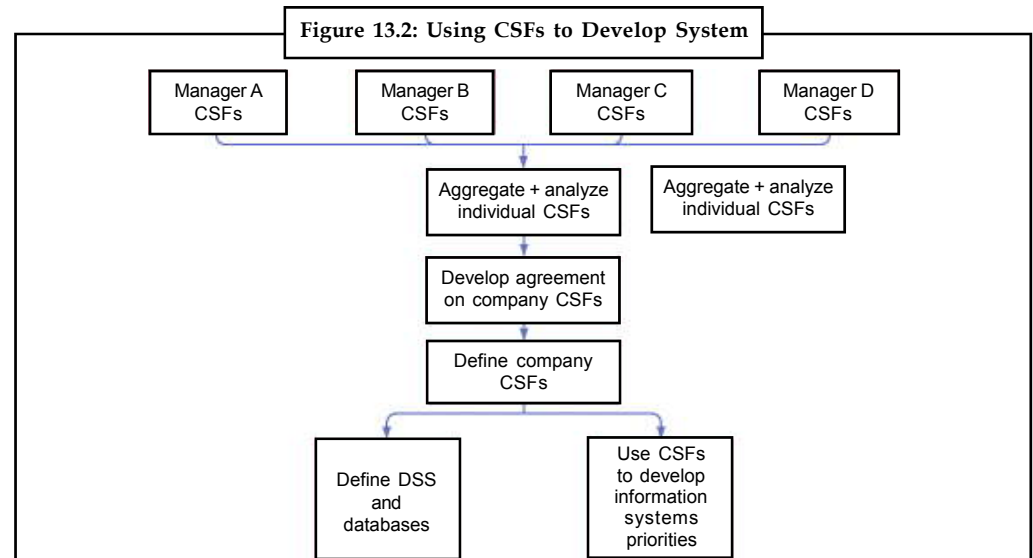 Figure 13.2: Using CSFs to Develop System
Manager A
CSFs
Manager B
CSFs
Manager C
CSFs
Manager D
CSFs
Aggregate + analyze
individual CSFs
Aggregate + analyze
individual CSFs
Develop agreement
on company CSFs
Define company
CSFs
Define DSS
and
databases
Use CSFs
to develop
information
systems
priorities